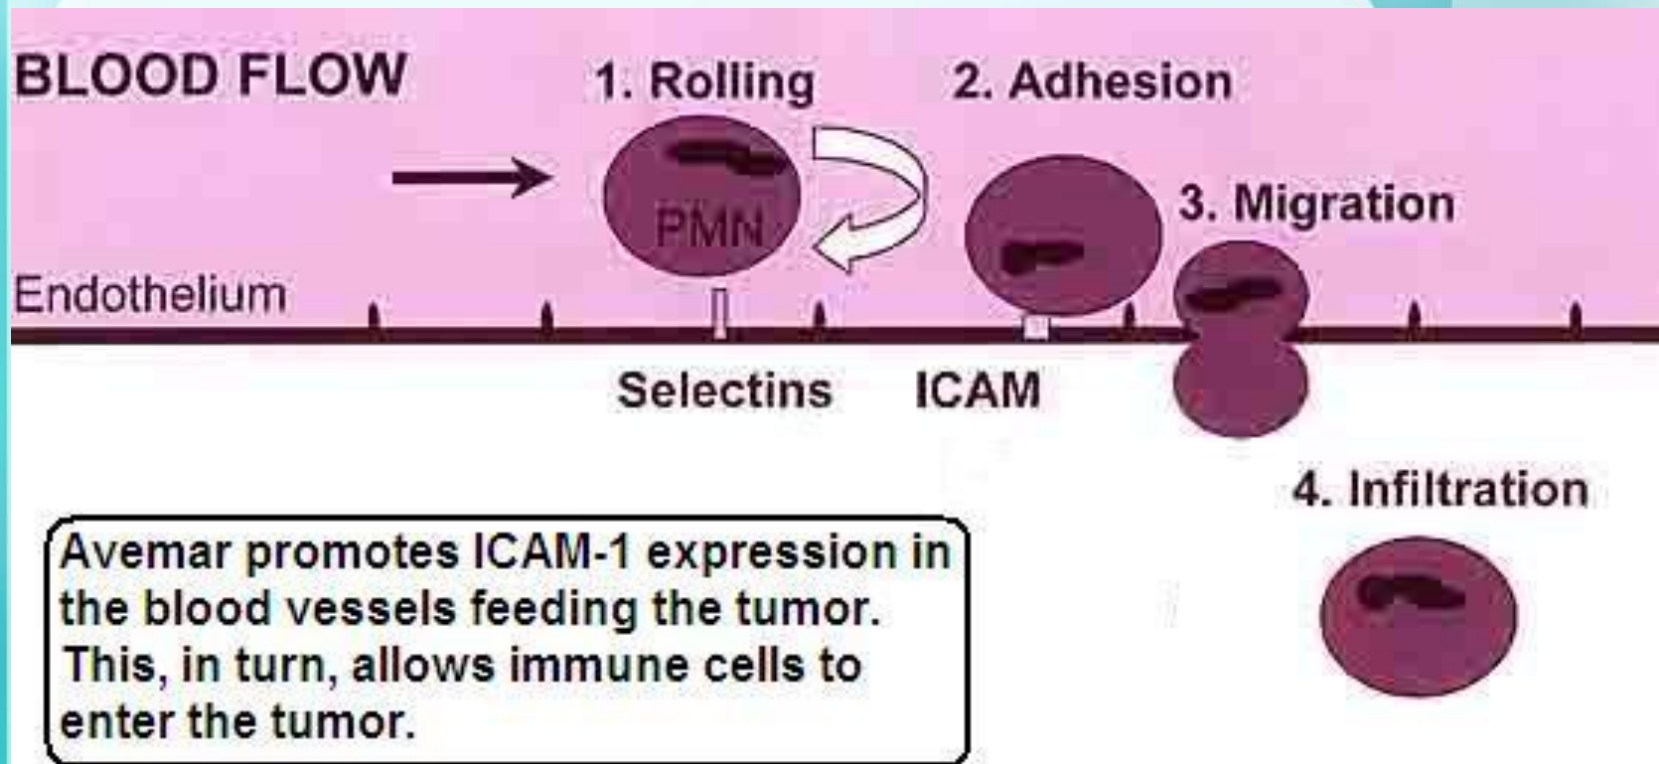 BLOOD FLOW
1. Rolling
2. Adhesion
3. Migration
PMN
Endothelium
Selectins
ICAM
4. Infiltration
Avemar promotes ICAM-1 expression in
the blood vessels feeding the tumor.
This, in turn, allows immune cells to
enter the tumor.